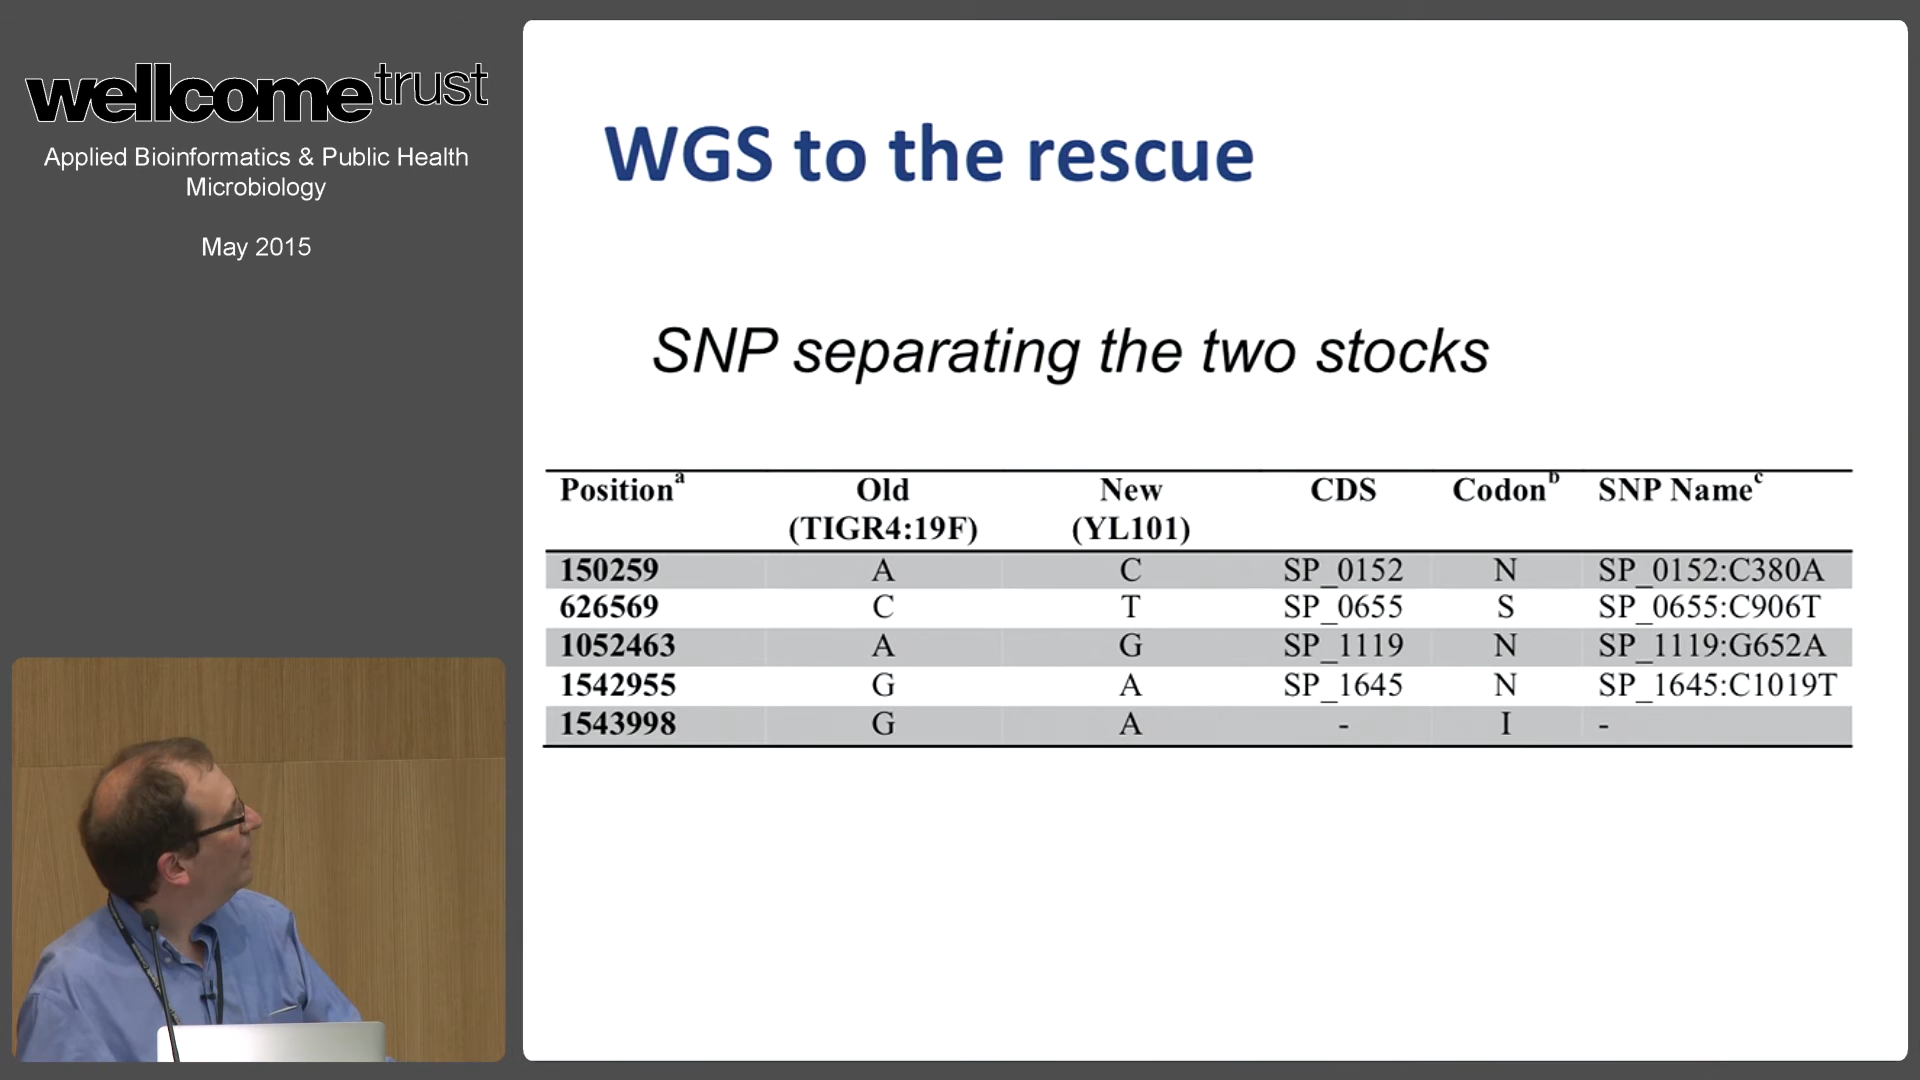 wellcometrust
Applied Bioinformatics & Public Health
Microbiology
May 2015
WGS to the rescue
SNP separating the two stocks
Position^a Old New CDS Codon^b SNP Name^c
(TIGR4:19F) (YL101)
150259 A C SP_0152 N SP_0152:C380A
626569 C T SP_0655 S SP_0655:C906T
1052463 A G SP_1119 N SP_1119:G652A
1542955 G A SP_1645 N SP_1645:C1019T
1543998 G A - I -